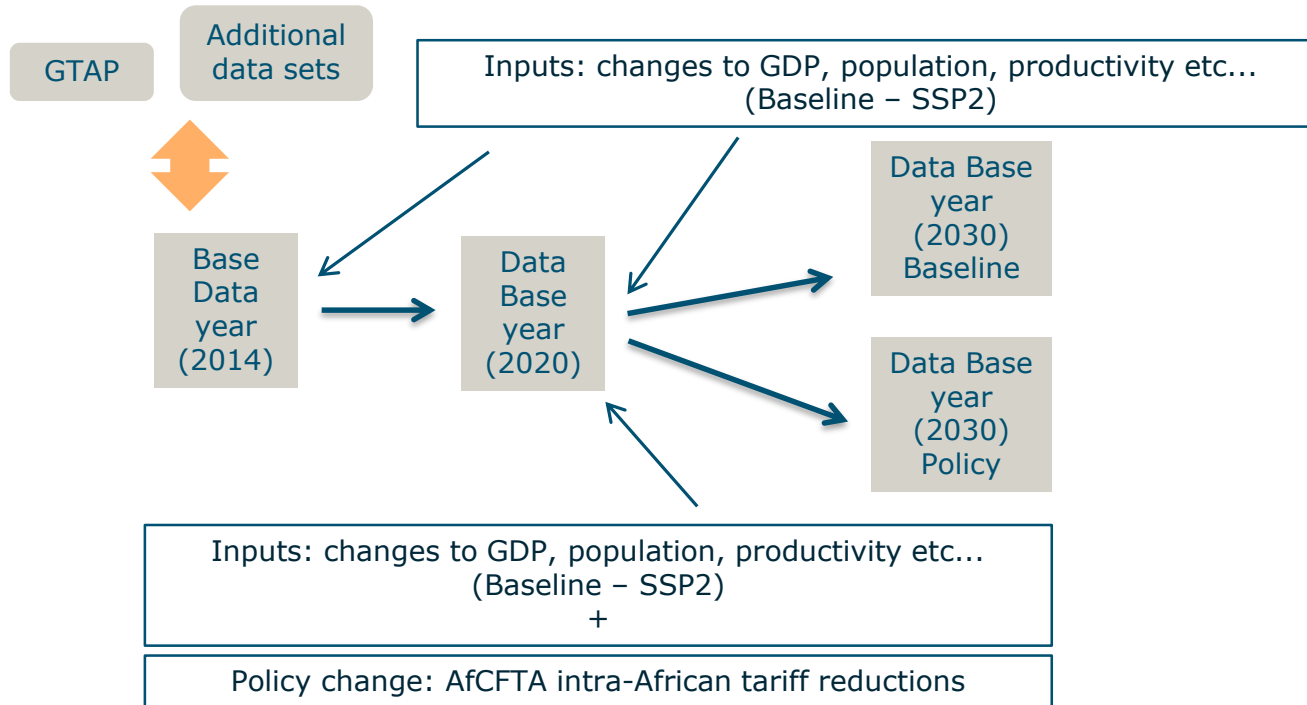 GTAP
Additional
data sets
Inputs: changes to GDP, population, productivity etc...
(Baseline – SSP2)
Base
Data
year
(2014)
Data
Base
year
(2020)
Data Base
year
(2030)
Baseline
Data Base
year
(2030)
Policy
Inputs: changes to GDP, population, productivity etc...
(Baseline – SSP2)
+
Policy change: AfCFTA intra-African tariff reductions